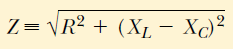 Z ≡ √R² + (X_L − X_C)²